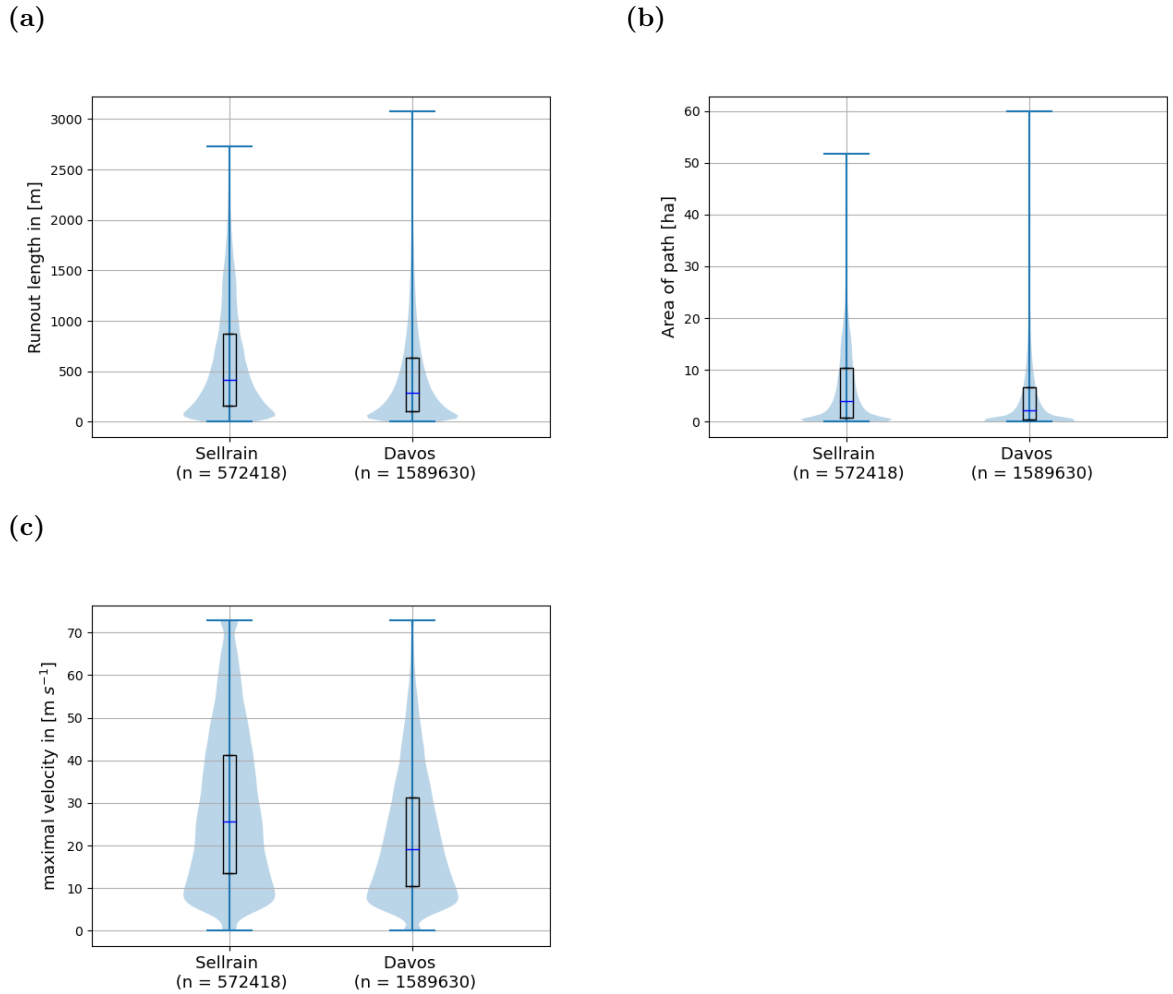 (a)
(b)
Runout length in [m]
3000
2500
2000
1500
1000
500
0
Sellrain
(n = 572418)
Davos
(n = 1589630)
Area of path [ha]
60
50
40
30
20
10
0
Sellrain
(n = 572418)
Davos
(n = 1589630)
(c)
maximal velocity in [m s⁻¹]
70
60
50
40
30
20
10
0
Sellrain
(n = 572418)
Davos
(n = 1589630)